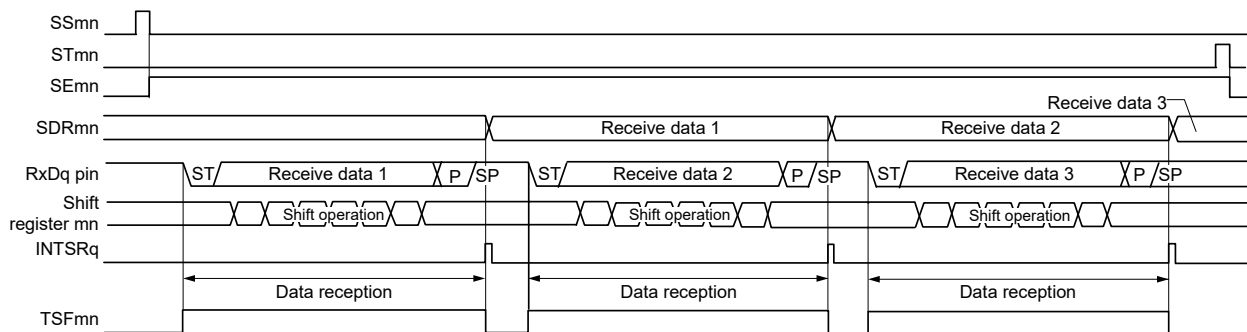 SSmn
STmn
SEmn
Receive data 3
SDRmn Receive data 1 Receive data 2
RxDq pin ST Receive data 1 P SP ST Receive data 2 P SP ST Receive data 3 P SP
Shift
register mn Shift operation Shift operation Shift operation
INTSRq
Data reception Data reception Data reception
TSFmn